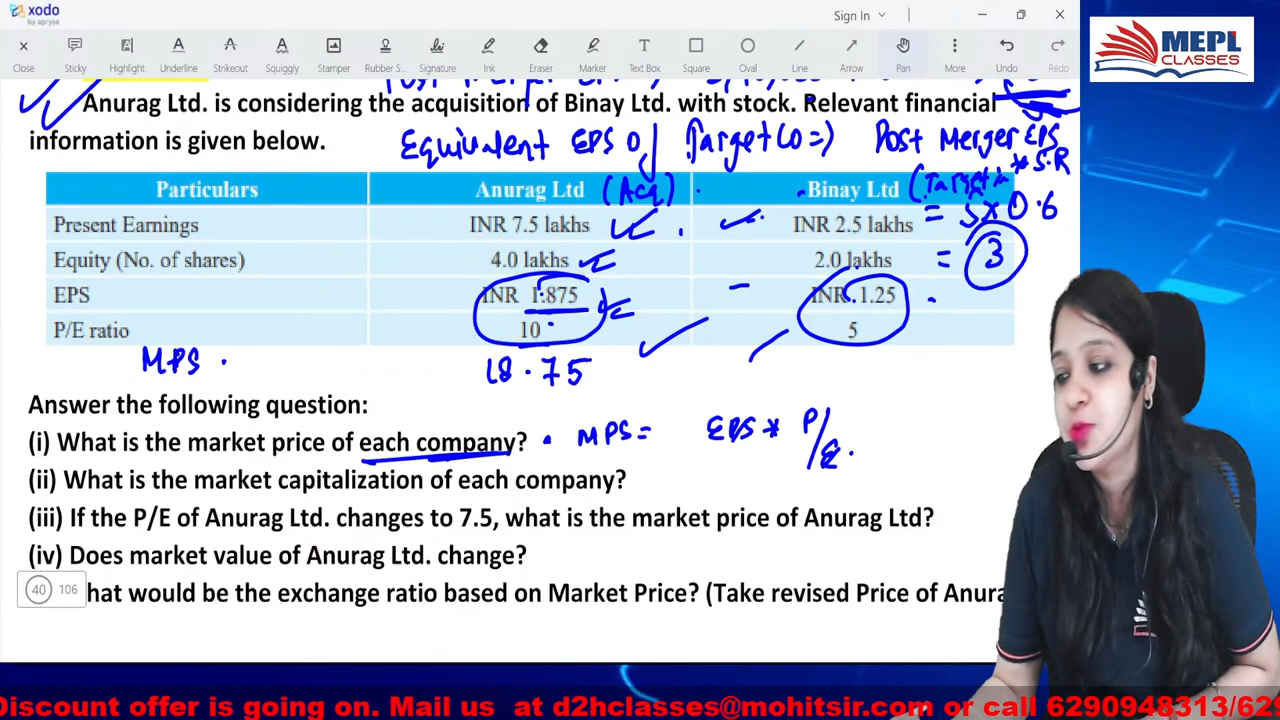 xodo
by apryse
Sign In
Close Sticky Highlight Underline Strikeout Squiggly Stamper Rubber S... Ink Eraser Ink Text Box Square Oval Line Arrow Pan More Undo Redo
MEPL
CLASSES
Anurag Ltd. is considering the acquisition of Binay Ltd. with stock. Relevant financial
information is given below.
Equivalent EPS of Target Co => Post Merger EPS
* S.R
Particulars Anurag Ltd (Acq) Binay Ltd
Present Earnings INR 7.5 lakhs INR 2.5 lakhs = 5 x 0.6
Equity (No. of shares) 4.0 lakhs 2.0 lakhs = 3
EPS INR 1.875 INR 1.25
P/E ratio 10 5
MPS 18.75
Answer the following question:
(i) What is the market price of each company? MPS = EPS * P/E
(ii) What is the market capitalization of each company?
(iii) If the P/E of Anurag Ltd. changes to 7.5, what is the market price of Anurag Ltd?
(iv) Does market value of Anurag Ltd. change?
40 106 hat would be the exchange ratio based on Market Price? (Take revised Price of Anura
Discount offer is going on. Mail us at d2hclasses@mohitsir.com or call 6290948313/629